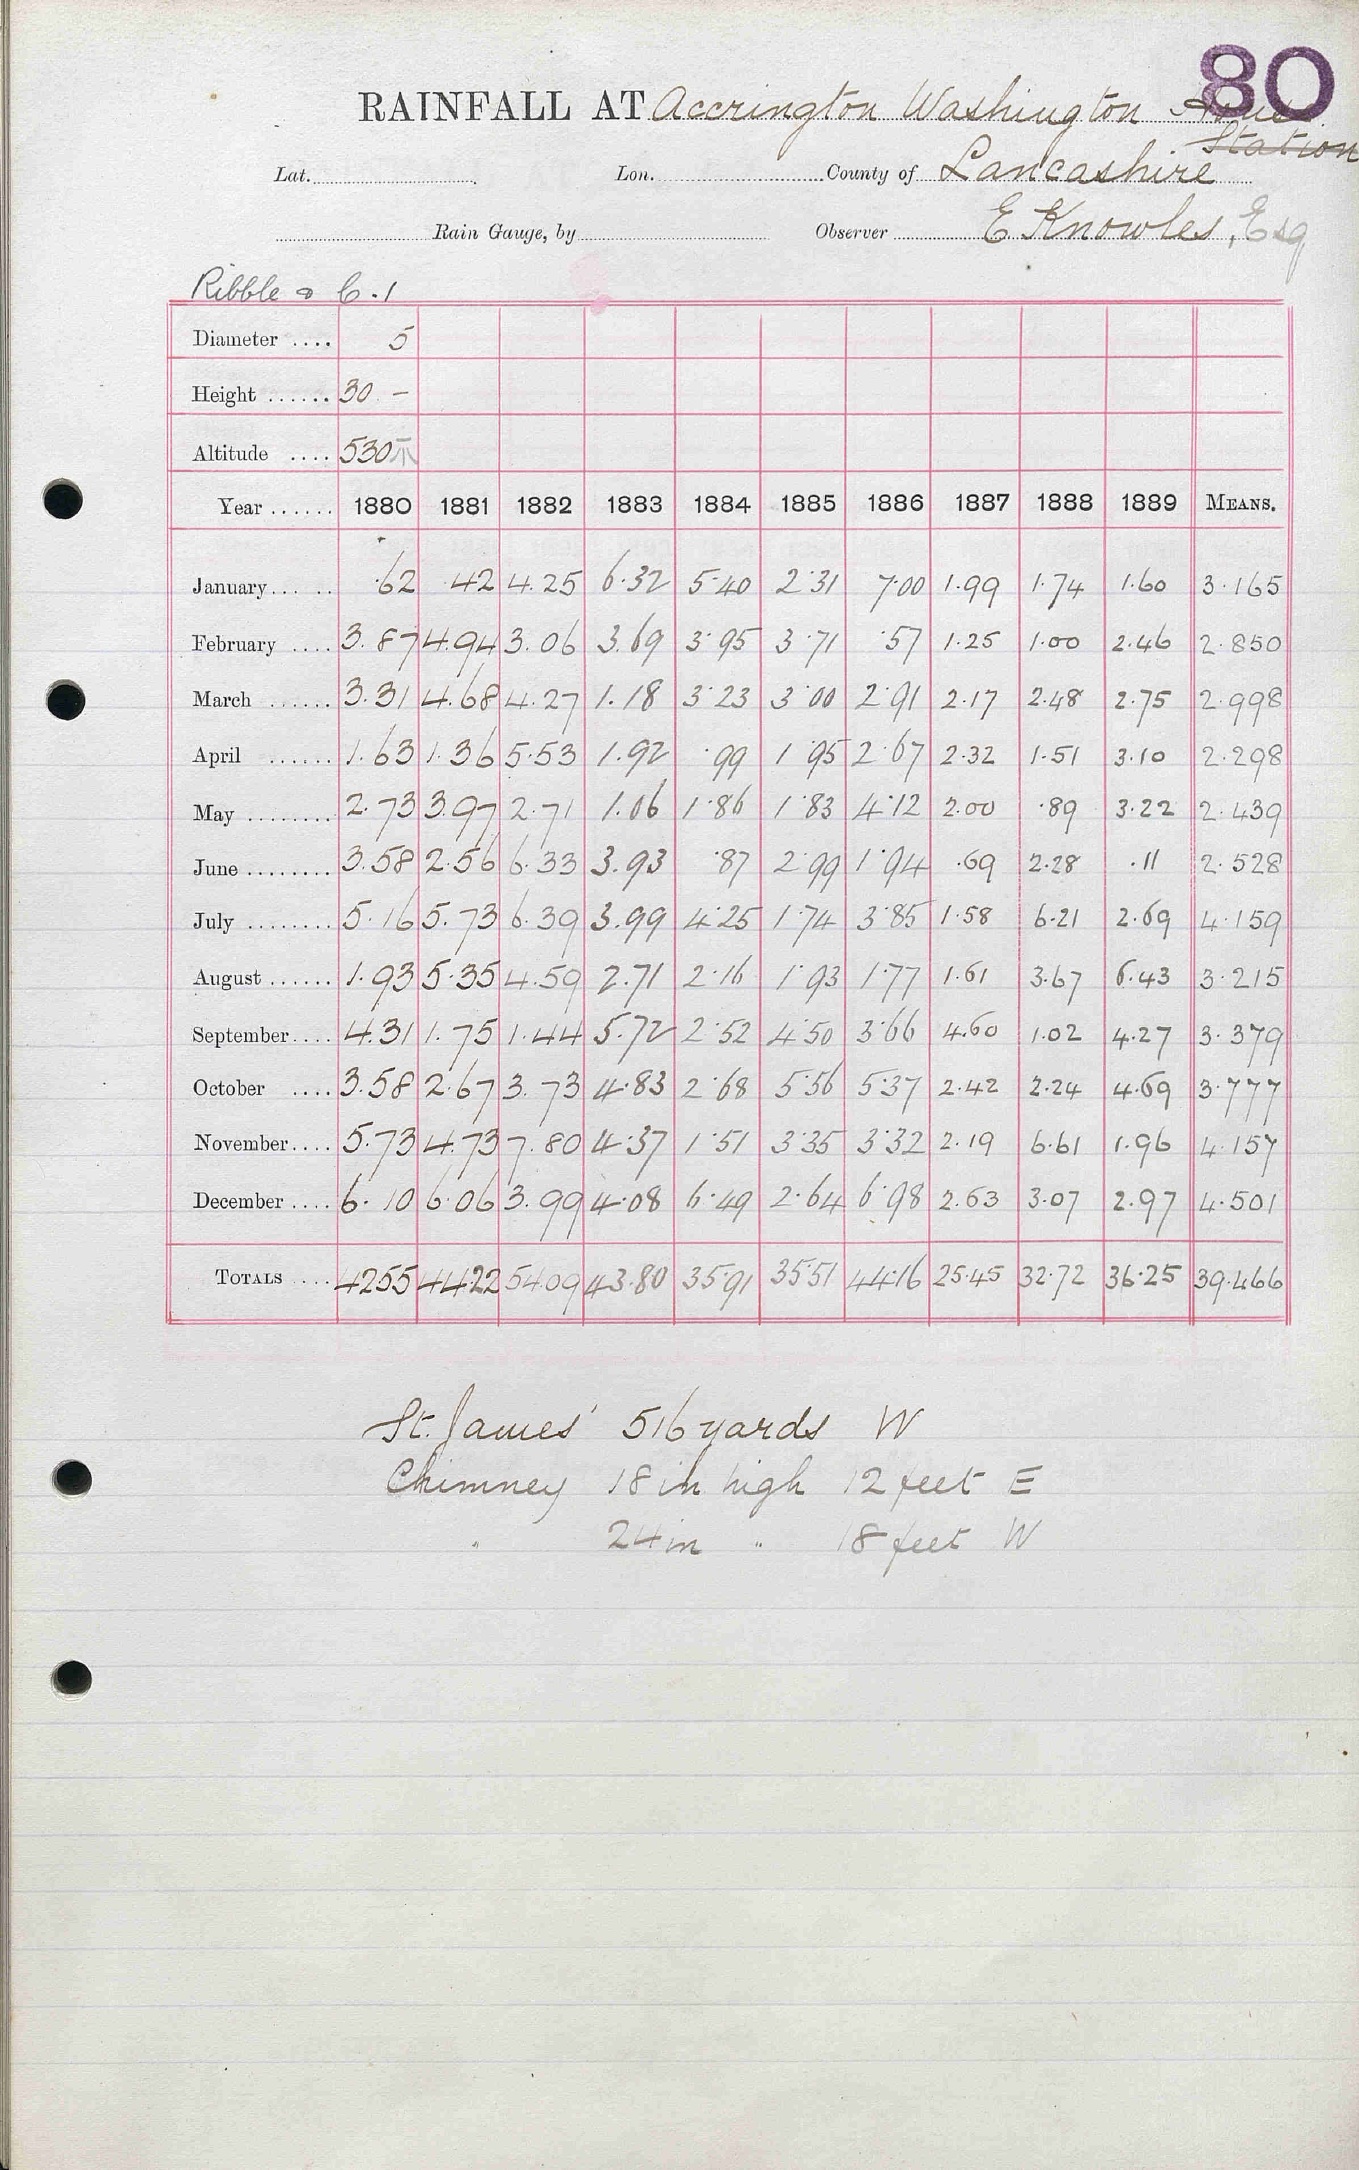 80
RAINFALL AT Accrington Washington
Station
Lat. Lon. County of Lancashire
Rain Gauge, by Observer E Knowles, Esq
Ribble & C.1
Diameter .... 5
Height ...... 30 -
Altitude .... 530
Year ...... 1880 1881 1882 1883 1884 1885 1886 1887 1888 1889 MEANS.
January... .. .62 .42 4.25 6.32 5.40 2.31 7.00 1.99 1.74 1.60 3.165
February .... 3.87 4.94 3.06 3.69 3.95 3.71 .57 1.25 1.00 2.46 2.850
March ...... 3.31 4.68 4.27 1.18 3.23 3.00 2.91 2.17 2.48 2.75 2.998
April ...... 1.63 1.36 5.53 1.92 .99 1.95 2.67 2.32 1.51 3.10 2.298
May ........ 2.73 3.97 2.71 1.06 1.86 1.83 4.12 2.00 .89 3.22 2.439
June ........ 3.58 2.56 6.33 3.93 .87 2.99 1.94 .69 2.28 .11 2.528
July ........ 5.16 5.73 6.39 3.99 4.25 1.74 3.85 1.58 6.21 2.69 4.159
August ...... 1.93 5.35 4.59 2.71 2.16 1.93 1.77 1.61 3.67 6.43 3.215
September.... 4.31 1.75 1.44 5.72 2.52 4.50 3.66 4.60 1.02 4.27 3.379
October .... 3.58 2.67 3.73 4.83 2.68 5.56 5.37 2.42 2.24 4.69 3.777
November.... 5.73 4.73 7.80 4.37 1.51 3.35 3.32 2.19 6.61 1.96 4.157
December .... 6.10 6.06 3.99 4.08 6.49 2.64 6.98 2.63 3.07 2.97 4.501
TOTALS .... 4255 44.22 54.09 43.80 35.91 35.51 44.16 25.45 32.72 36.25 39.466
St. James' 516 yards W
Chimney 18 in high 12 feet E
" 24 in " 18 feet W